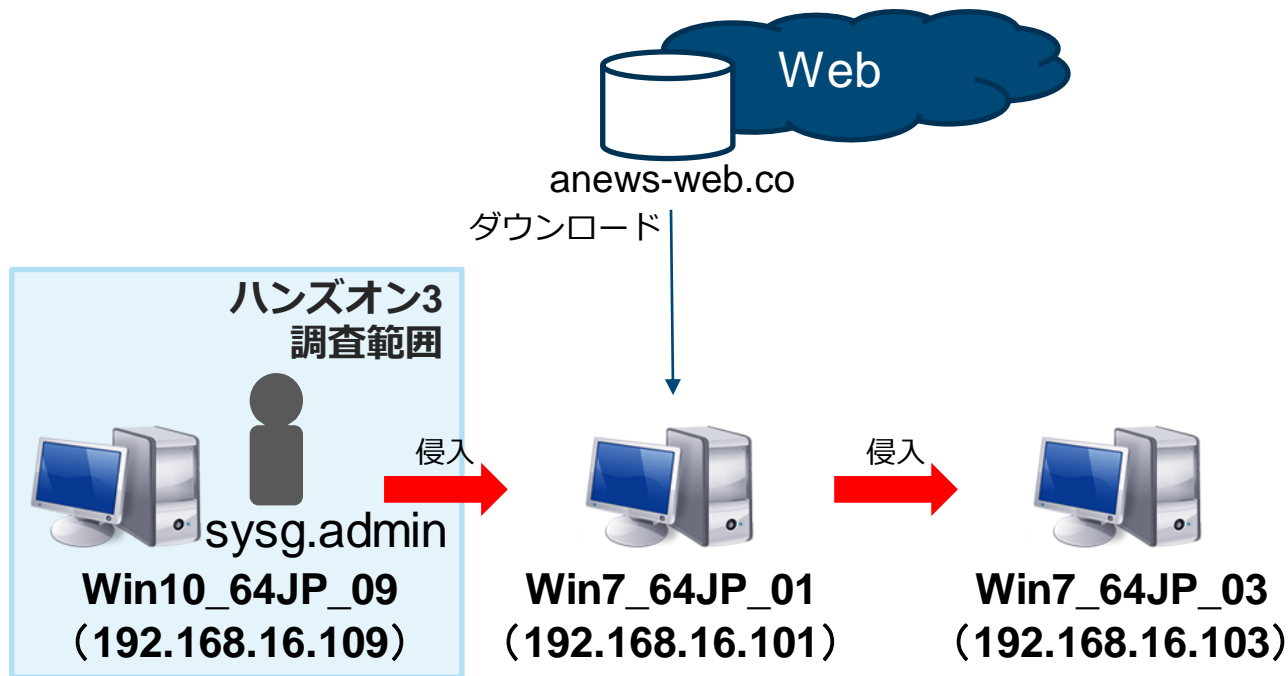 Web
anews-web.co
ダウンロード
ハンズオン3
調査範囲
侵入
侵入
sysg.admin
Win10_64JP_09
（192.168.16.109）
Win7_64JP_01
（192.168.16.101）
Win7_64JP_03
（192.168.16.103）